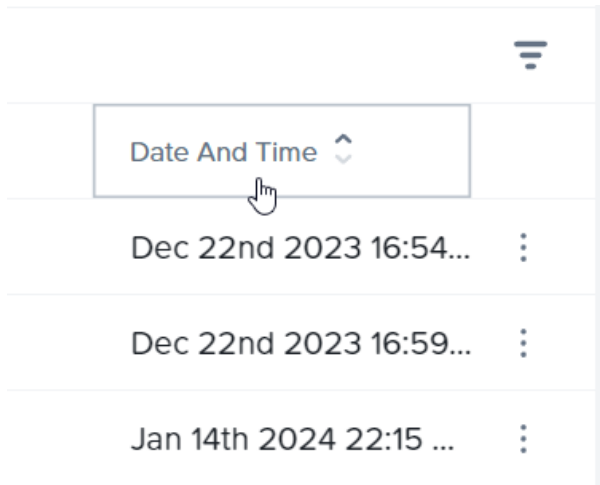 Date And Time
Dec 22nd 2023 16:54...
Dec 22nd 2023 16:59...
Jan 14th 2024 22:15 ...